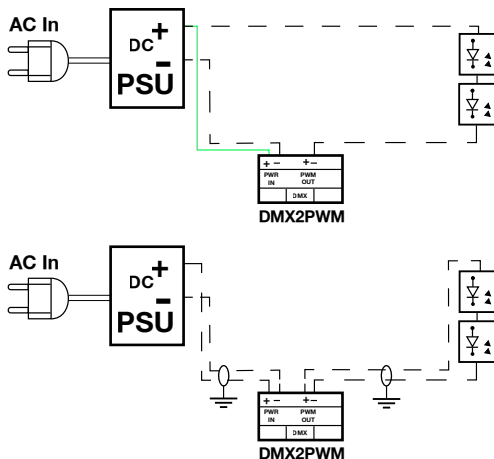 AC In
DC +
-
PSU
+ - + -
PWR PWM
IN OUT
DMX
DMX2PWM
AC In
DC +
-
PSU
+ - + -
PWR PWM
IN OUT
DMX
DMX2PWM